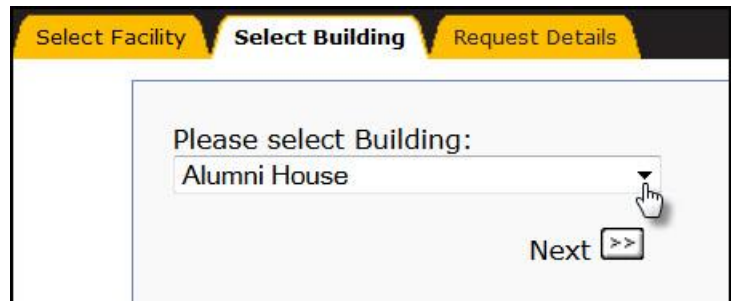 Select Facility Select Building Request Details
Please select Building:
Alumni House
Next >>